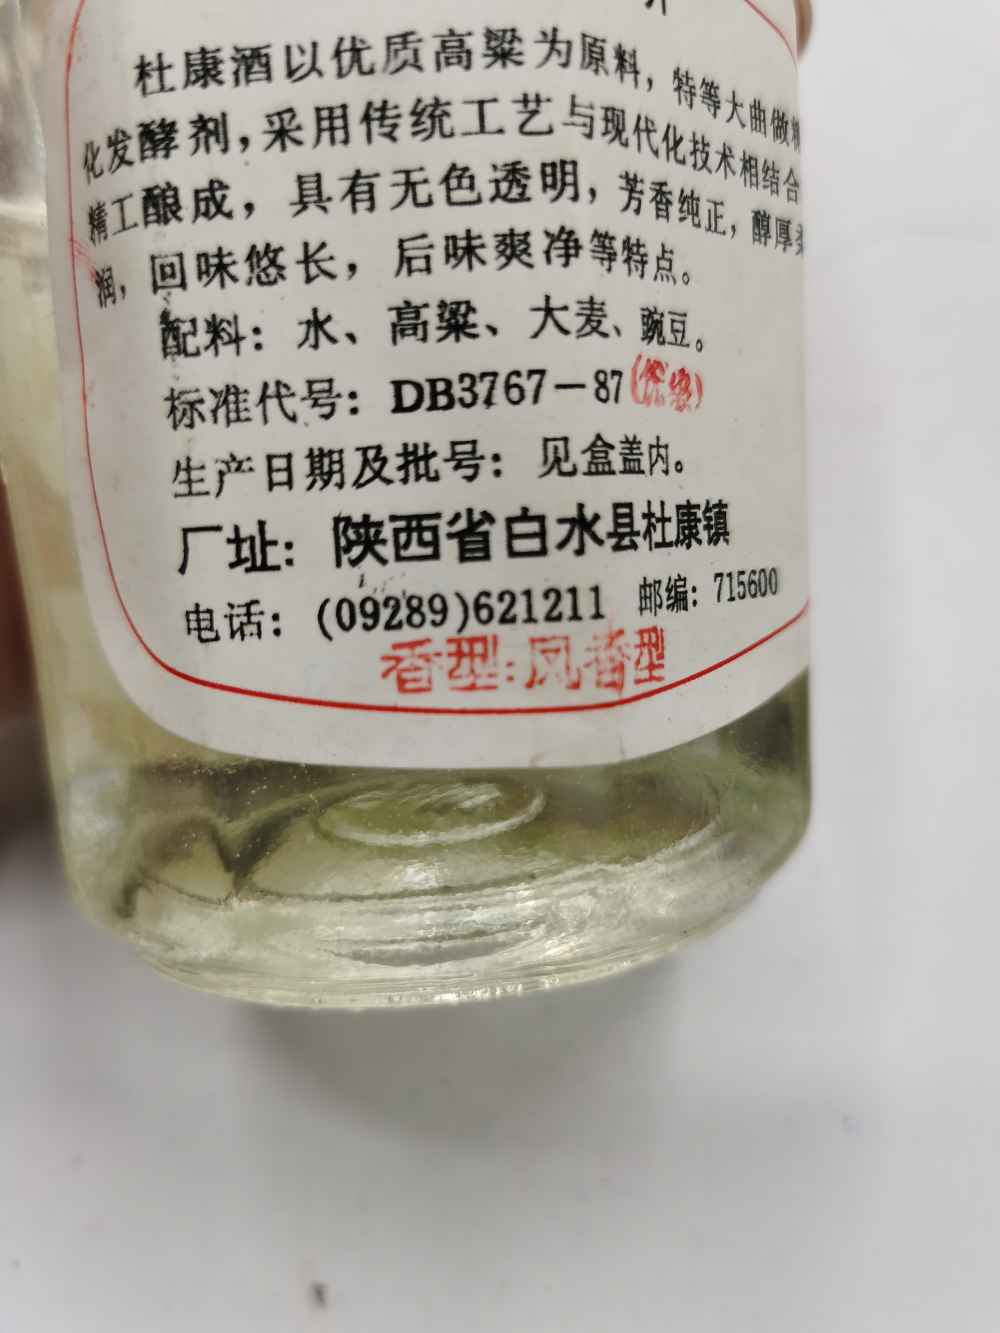 杜康酒以优质高粱为原料，特等大曲做糖
化发酵剂，采用传统工艺与现代化技术相结合
精工酿成，具有无色透明，芳香纯正，醇厚柔
润，回味悠长，后味爽净等特点。
配料：水、高粱、大麦、豌豆。
标准代号：DB3767－87(优级)
生产日期及批号：见盒盖内。
厂址：陕西省白水县杜康镇
电话：(09289)621211 邮编：715600
香型：凤香型